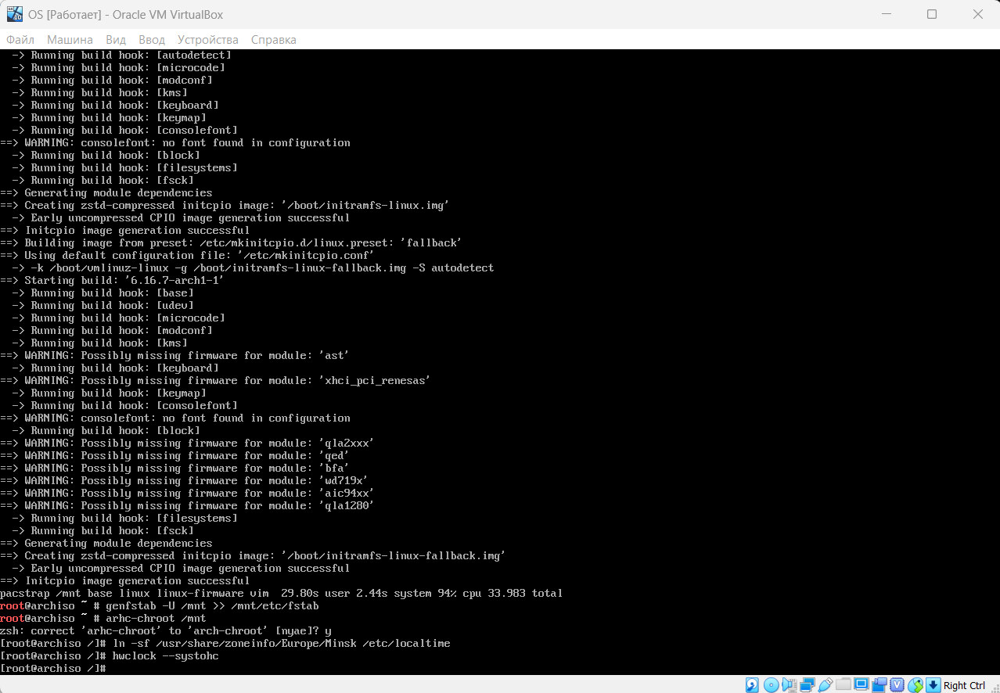 OS [Работает] - Oracle VM VirtualBox
Файл Машина Вид Ввод Устройства Справка
-> Running build hook: [autodetect]
-> Running build hook: [microcode]
-> Running build hook: [modconf]
-> Running build hook: [kms]
-> Running build hook: [keyboard]
-> Running build hook: [keymap]
-> Running build hook: [consolefont]
==> WARNING: consolefont: no font found in configuration
-> Running build hook: [block]
-> Running build hook: [filesystems]
-> Running build hook: [fsck]
==> Generating module dependencies
==> Creating zstd-compressed initcpio image: '/boot/initramfs-linux.img'
-> Early uncompressed CPIO image generation successful
==> Initcpio image generation successful
==> Building image from preset: /etc/mkinitcpio.d/linux.preset: 'fallback'
==> Using default configuration file: '/etc/mkinitcpio.conf'
-> -k /boot/vmlinuz-linux -g /boot/initramfs-linux-fallback.img -S autodetect
==> Starting build: '6.16.7-arch1-1'
-> Running build hook: [base]
-> Running build hook: [udev]
-> Running build hook: [microcode]
-> Running build hook: [modconf]
-> Running build hook: [kms]
==> WARNING: Possibly missing firmware for module: 'ast'
-> Running build hook: [keyboard]
==> WARNING: Possibly missing firmware for module: 'xhci_pci_renesas'
-> Running build hook: [keymap]
-> Running build hook: [consolefont]
==> WARNING: consolefont: no font found in configuration
-> Running build hook: [block]
==> WARNING: Possibly missing firmware for module: 'qla2xxx'
==> WARNING: Possibly missing firmware for module: 'qed'
==> WARNING: Possibly missing firmware for module: 'bfa'
==> WARNING: Possibly missing firmware for module: 'wd719x'
==> WARNING: Possibly missing firmware for module: 'aic94xx'
==> WARNING: Possibly missing firmware for module: 'qla1280'
-> Running build hook: [filesystems]
-> Running build hook: [fsck]
==> Generating module dependencies
==> Creating zstd-compressed initcpio image: '/boot/initramfs-linux-fallback.img'
-> Early uncompressed CPIO image generation successful
==> Initcpio image generation successful
pacstrap /mnt base linux linux-firmware vim  29.80s user 2.44s system 94% cpu 33.983 total
root@archiso ~ # genfstab -U /mnt >> /mnt/etc/fstab
root@archiso ~ # arhc-chroot /mnt
zsh: correct 'arhc-chroot' to 'arch-chroot' [nyae]? y
[root@archiso /]# ln -sf /usr/share/zoneinfo/Europe/Minsk /etc/localtime
[root@archiso /]# hwclock --systohc
[root@archiso /]#
Right Ctrl